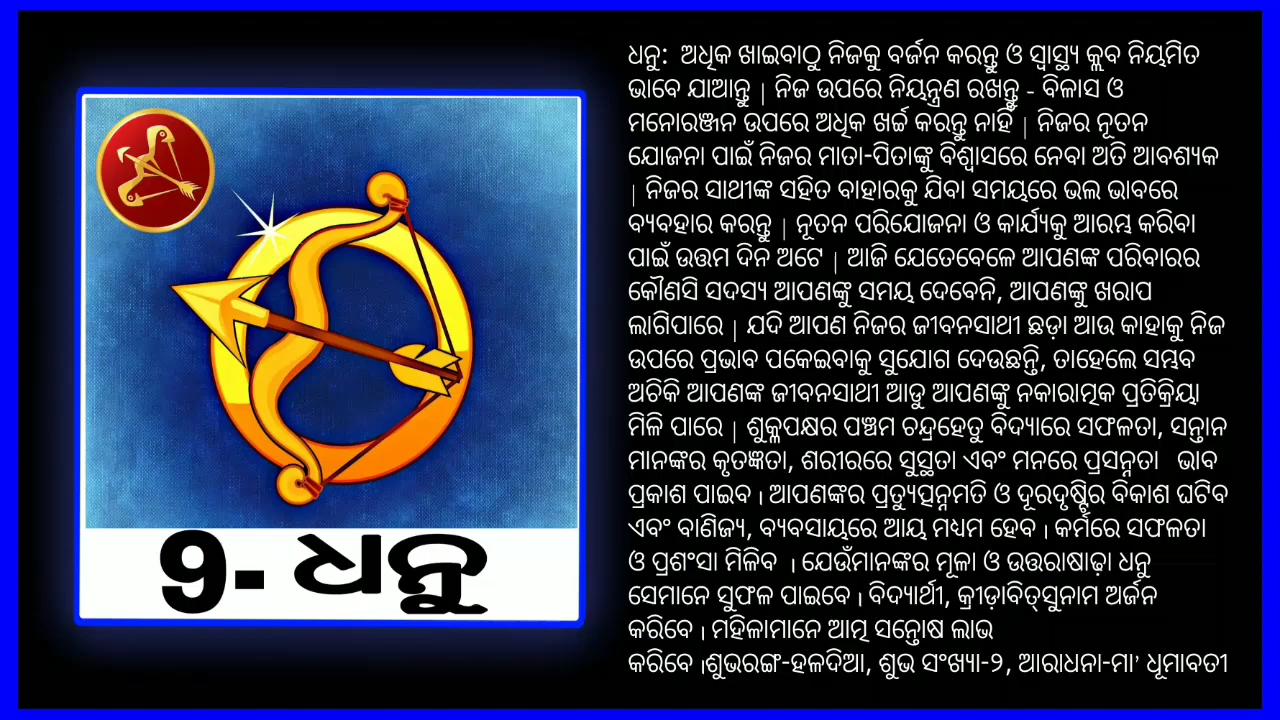 9- ଧନୁ
ଧନୁ: ଅଧିକ ଖାଇବାଠୁ ନିଜକୁ ବର୍ଜନ କରନ୍ତୁ ଓ ସ୍ୱାସ୍ଥ୍ୟ କ୍ଲବ ନିୟମିତ
ଭାବେ ଯାଆନ୍ତୁ | ନିଜ ଉପରେ ନିୟନ୍ତ୍ରଣ ରଖନ୍ତୁ - ବିଳାସ ଓ
ମନୋରଞ୍ଜନ ଉପରେ ଅଧିକ ଖର୍ଚ୍ଚ କରନ୍ତୁ ନାହିଁ | ନିଜର ନୂତନ
ଯୋଜନା ପାଇଁ ନିଜର ମାତା-ପିତାଙ୍କୁ ବିଶ୍ୱାସରେ ନେବା ଅତି ଆବଶ୍ୟକ
| ନିଜର ସାଥୀଙ୍କ ସହିତ ବାହାରକୁ ଯିବା ସମୟରେ ଭଲ ଭାବରେ
ବ୍ୟବହାର କରନ୍ତୁ | ନୂତନ ପରିଯୋଜନା ଓ କାର୍ଯ୍ୟକୁ ଆରମ୍ଭ କରିବା
ପାଇଁ ଉତ୍ତମ ଦିନ ଅଟେ | ଆଜି ଯେତେବେଳେ ଆପଣଙ୍କ ପରିବାରର
କୌଣସି ସଦସ୍ୟ ଆପଣଙ୍କୁ ସମୟ ଦେବେନି, ଆପଣଙ୍କୁ ଖରାପ
ଲାଗିପାରେ | ଯଦି ଆପଣ ନିଜର ଜୀବନସାଥୀ ଛଡ଼ା ଆଉ କାହାକୁ ନିଜ
ଉପରେ ପ୍ରଭାବ ପକେଇବାକୁ ସୁଯୋଗ ଦେଉଛନ୍ତି, ତାହେଲେ ସମ୍ଭବ
ଅଟିକି ଆପଣଙ୍କ ଜୀବନସାଥୀ ଆଡୁ ଆପଣଙ୍କୁ ନକାରାତ୍ମକ ପ୍ରତିକ୍ରିୟା
ମିଳି ପାରେ | ଶୁକ୍ଳପକ୍ଷର ପଞ୍ଚମ ଚନ୍ଦ୍ରହେତୁ ବିଦ୍ୟାରେ ସଫଳତା, ସନ୍ତାନ
ମାନଙ୍କର କୃତଜ୍ଞତା, ଶରୀରରେ ସୁସ୍ଥତା ଏବଂ ମନରେ ପ୍ରସନ୍ନତା ଭାବ
ପ୍ରକାଶ ପାଇବ । ଆପଣଙ୍କର ପ୍ରତ୍ୟୁତ୍ପନ୍ନମତି ଓ ଦୂରଦୃଷ୍ଟିର ବିକାଶ ଘଟିବ
ଏବଂ ବାଣିଜ୍ୟ, ବ୍ୟବସାୟରେ ଆୟ ମଧ୍ୟମ ହେବ । କର୍ମରେ ସଫଳତା
ଓ ପ୍ରଶଂସା ମିଳିବ । ଯେଉଁମାନଙ୍କର ମୂଳା ଓ ଉତ୍ତରାଷାଢ଼ା ଧନୁ
ସେମାନେ ସୁଫଳ ପାଇବେ । ବିଦ୍ୟାର୍ଥୀ, କ୍ରୀଡ଼ାବିତ୍‌ସୁନାମ ଅର୍ଜନ
କରିବେ । ମହିଳାମାନେ ଆତ୍ମ ସନ୍ତୋଷ ଲାଭ
କରିବେ ।ଶୁଭରଙ୍ଗ-ହଳଦିଆ, ଶୁଭ ସଂଖ୍ୟା-୨, ଆରାଧନା-ମା' ଧୂମାବତୀ